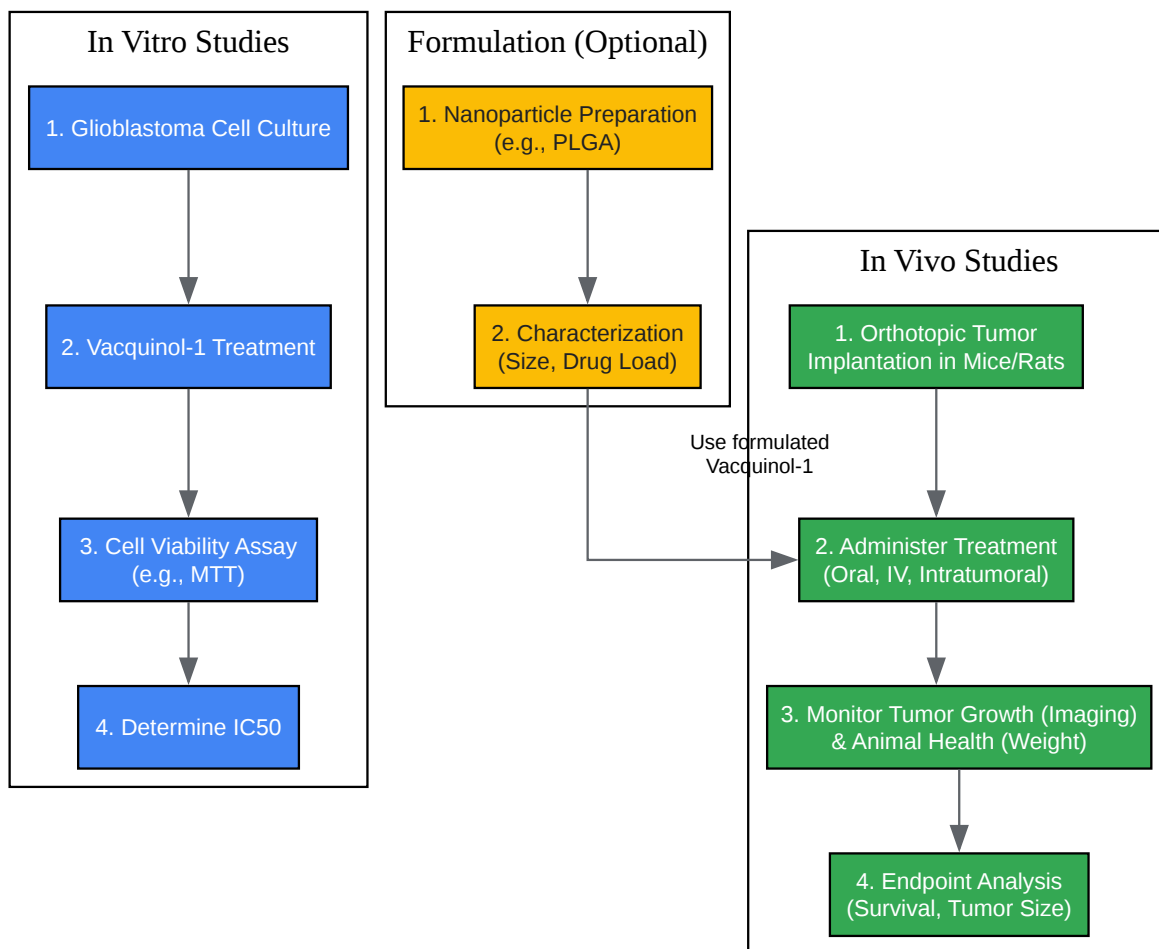 In Vitro Studies
1. Glioblastoma Cell Culture
2. Vacquinol-1 Treatment
3. Cell Viability Assay
(e.g., MTT)
4. Determine IC50
Formulation (Optional)
1. Nanoparticle Preparation
(e.g., PLGA)
2. Characterization
(Size, Drug Load)
Use formulated
Vacquinol-1
In Vivo Studies
1. Orthotopic Tumor
Implantation in Mice/Rats
2. Administer Treatment
(Oral, IV, Intratumoral)
3. Monitor Tumor Growth (Imaging)
& Animal Health (Weight)
4. Endpoint Analysis
(Survival, Tumor Size)